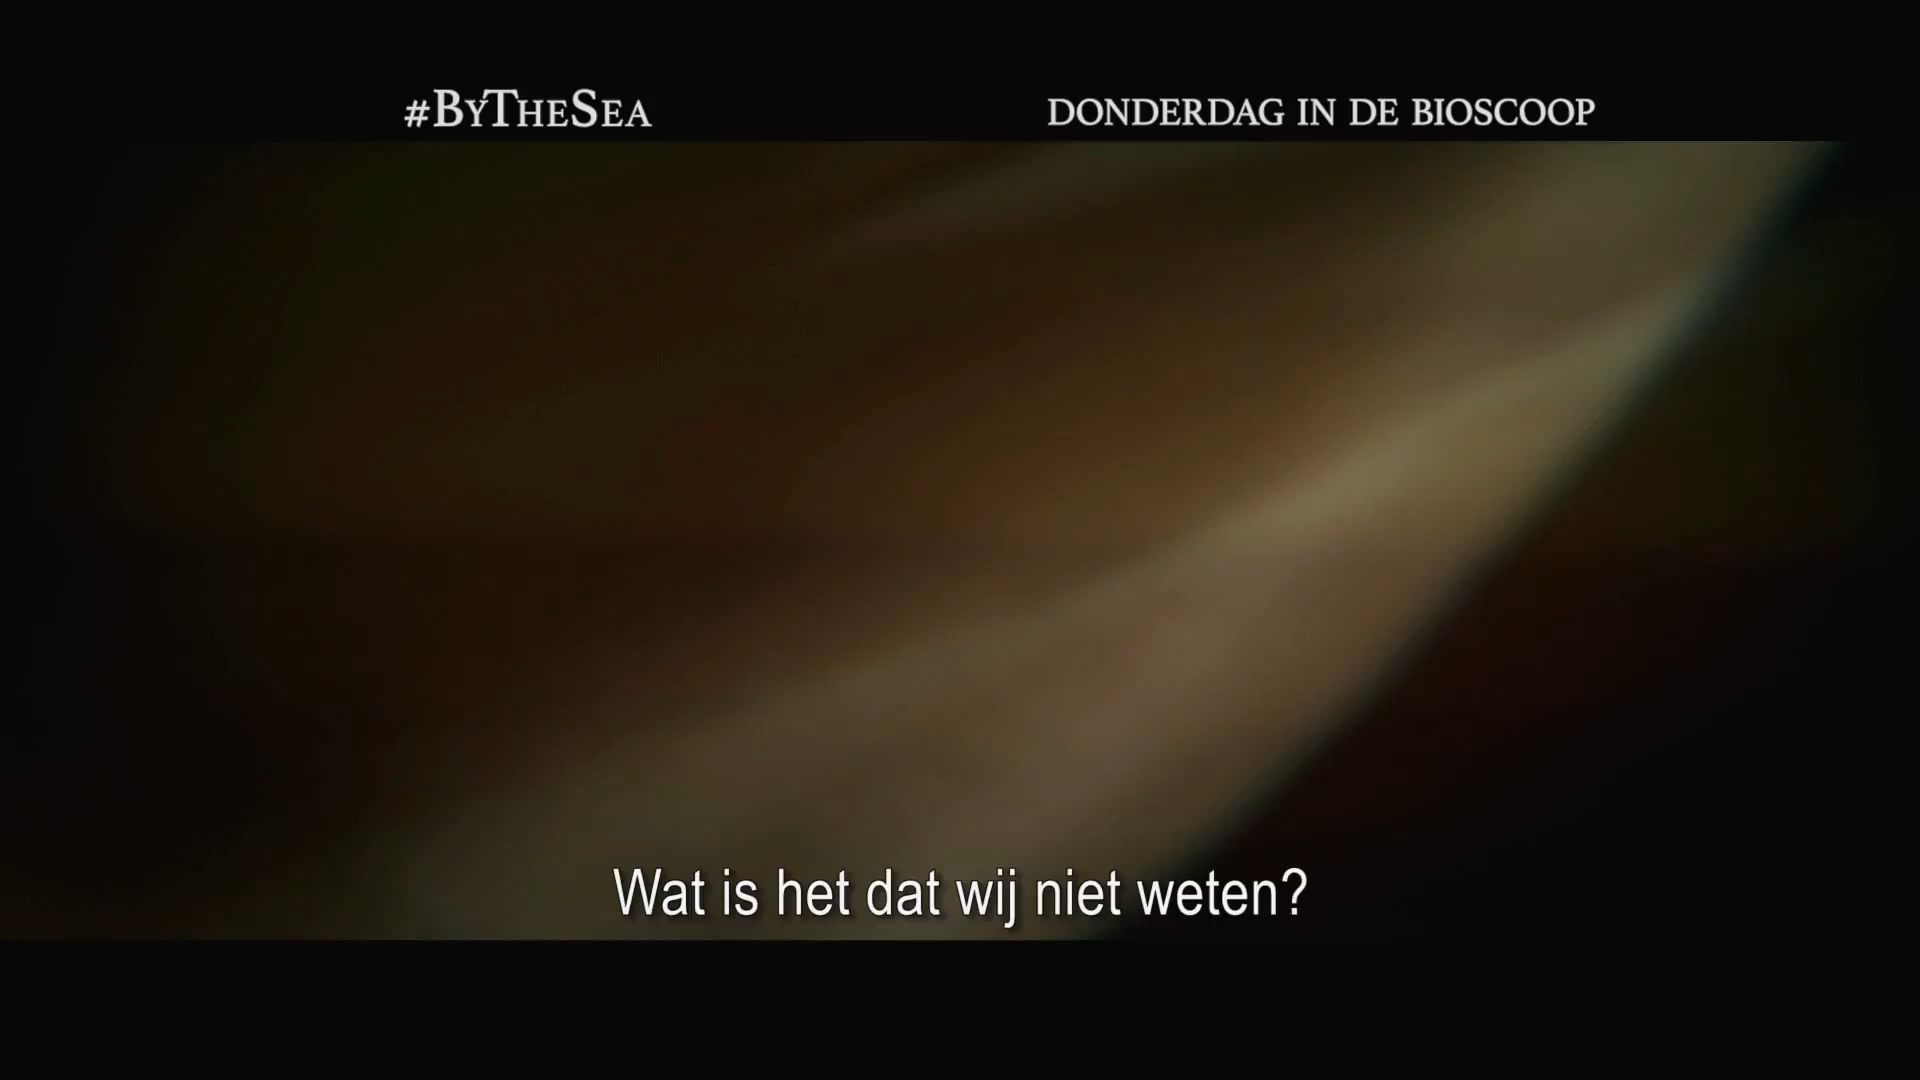 #ByTheSea
DONDERDAG IN DE BIOSCOOP
Wat is het dat wij niet weten?